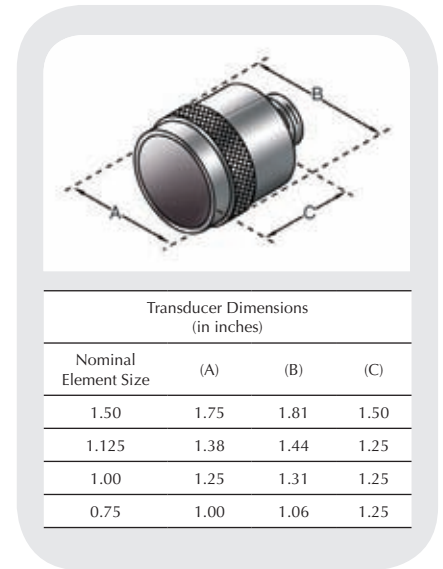 B
A
C
Transducer Dimensions
(in inches)
Nominal
Element Size (A) (B) (C)
1.50 1.75 1.81 1.50
1.125 1.38 1.44 1.25
1.00 1.25 1.31 1.25
0.75 1.00 1.06 1.25